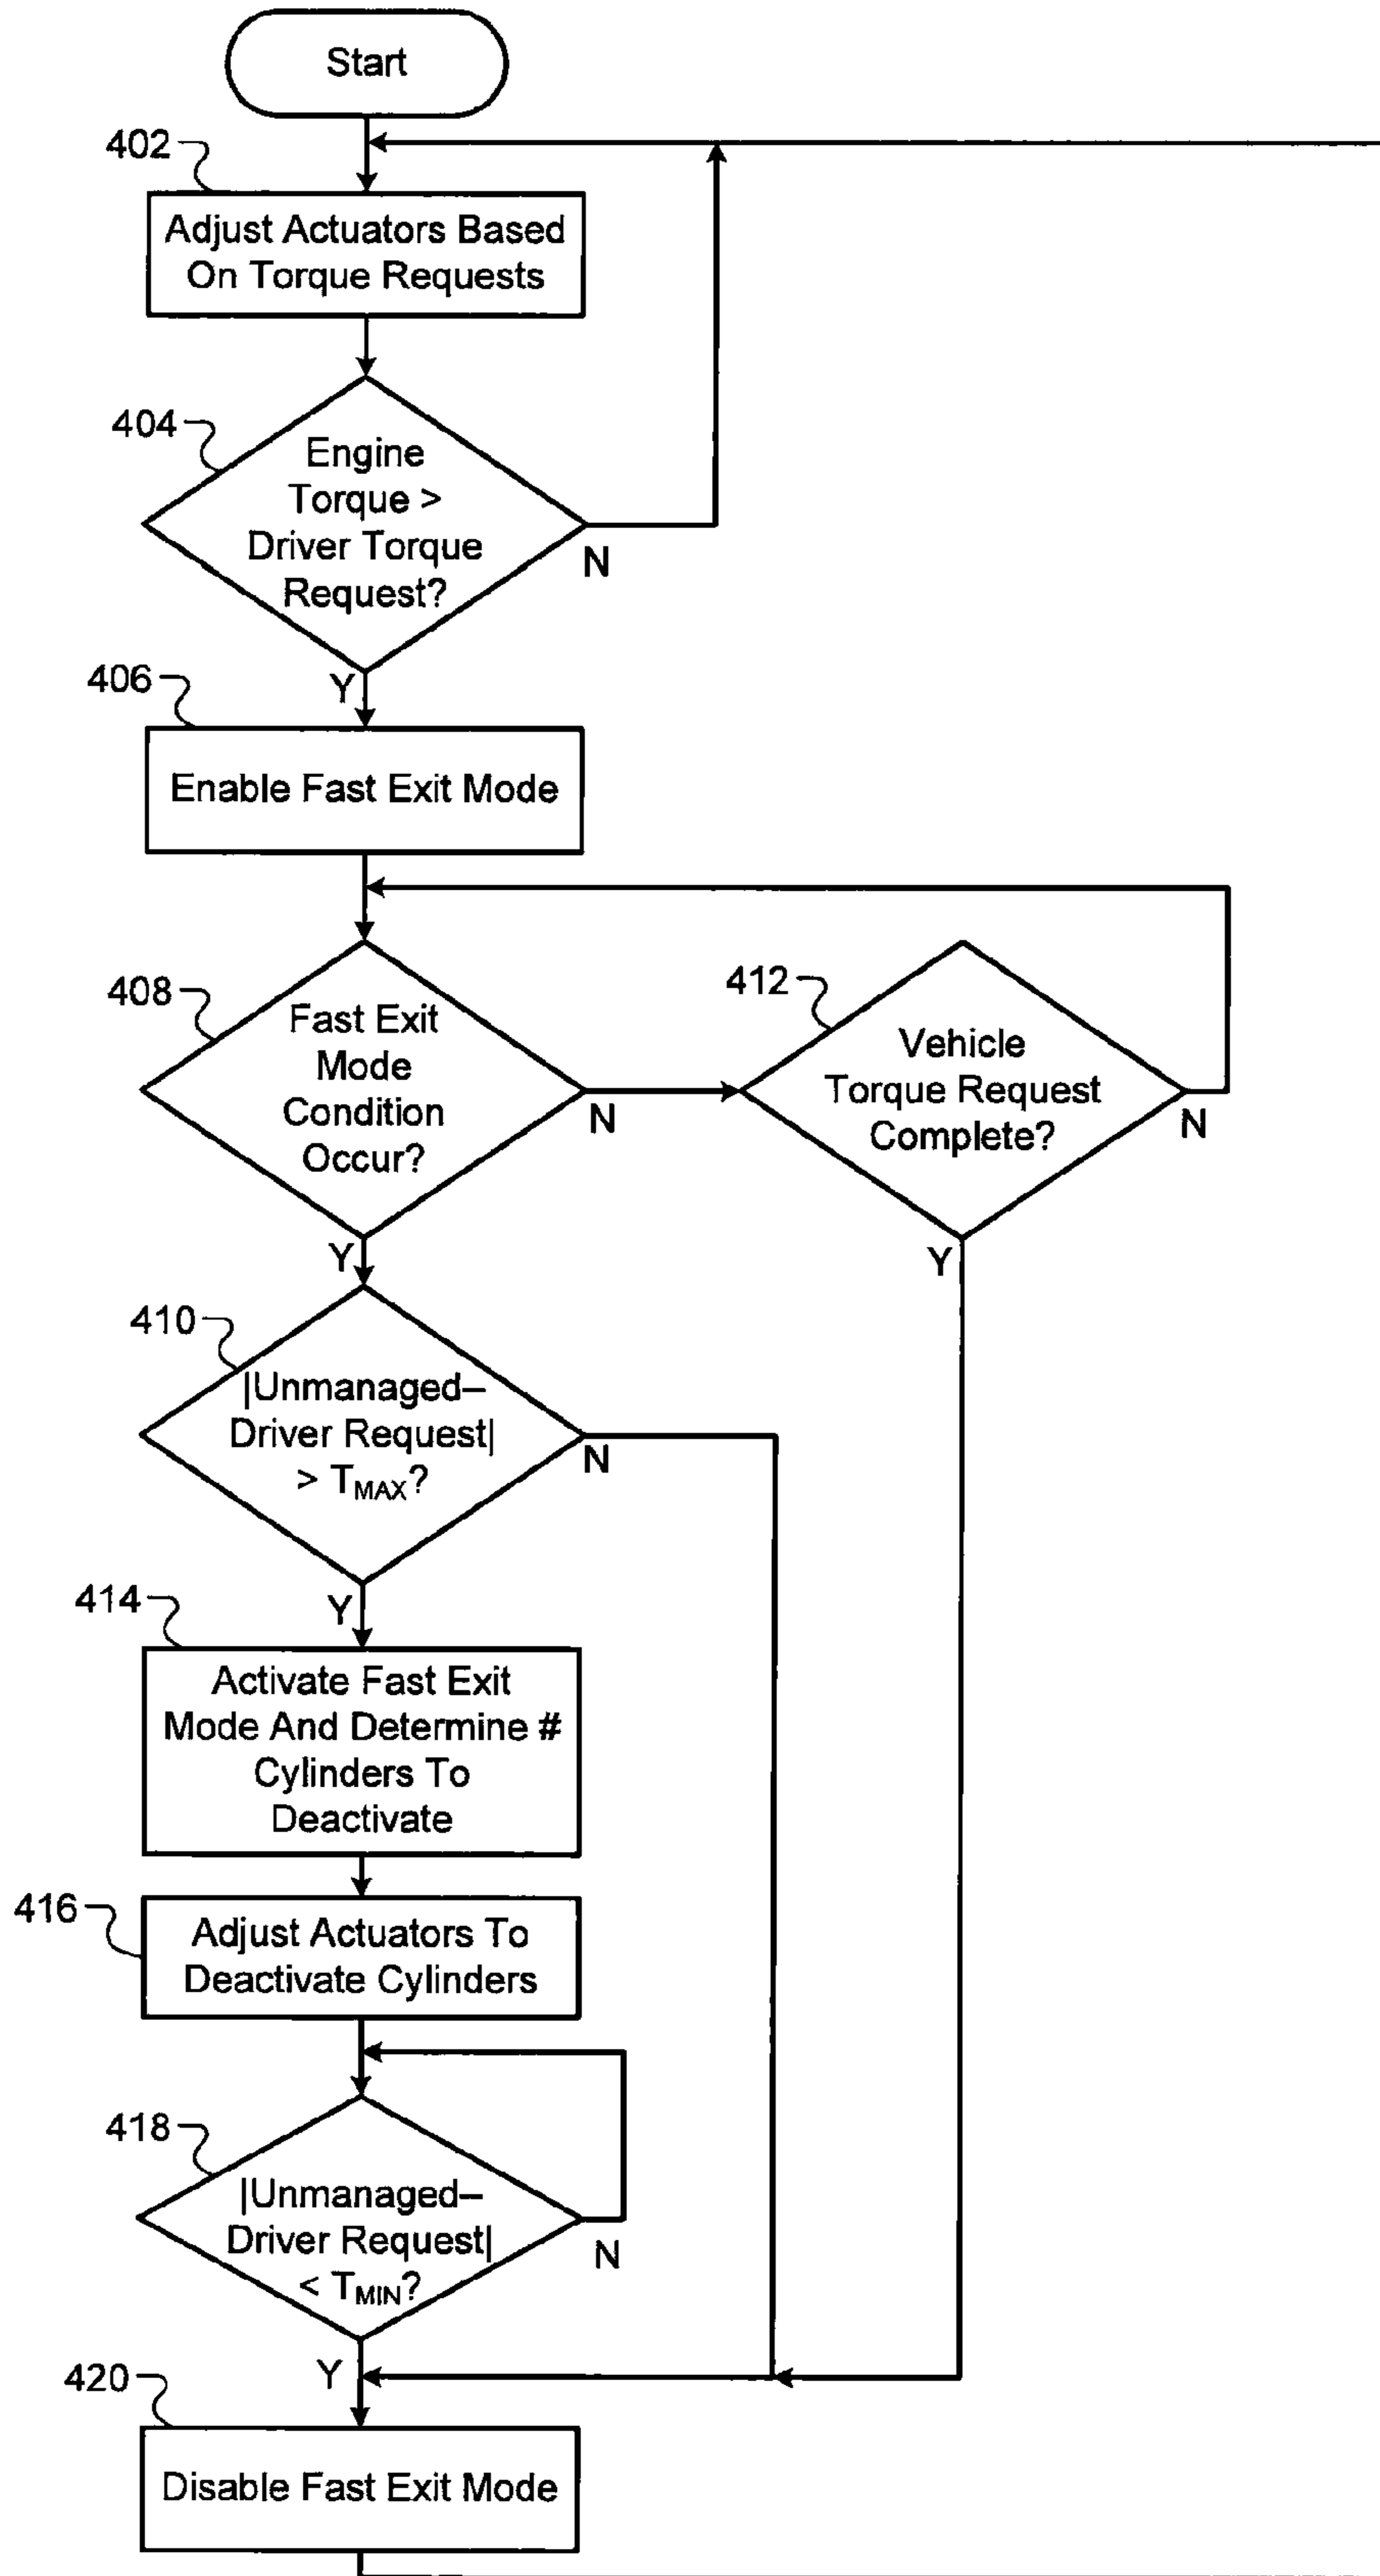 Start
402
Adjust Actuators Based
On Torque Requests
404
Engine
Torque >
Driver Torque
Request?
N
Y
406
Enable Fast Exit Mode
408
Fast Exit
Mode
Condition
Occur?
N
Y
412
Vehicle
Torque Request
Complete?
N
Y
410
|Unmanaged–
Driver Request|
> TMAX?
N
Y
414
Activate Fast Exit
Mode And Determine #
Cylinders To
Deactivate
416
Adjust Actuators To
Deactivate Cylinders
418
|Unmanaged–
Driver Request|
< TMIN?
N
Y
420
Disable Fast Exit Mode